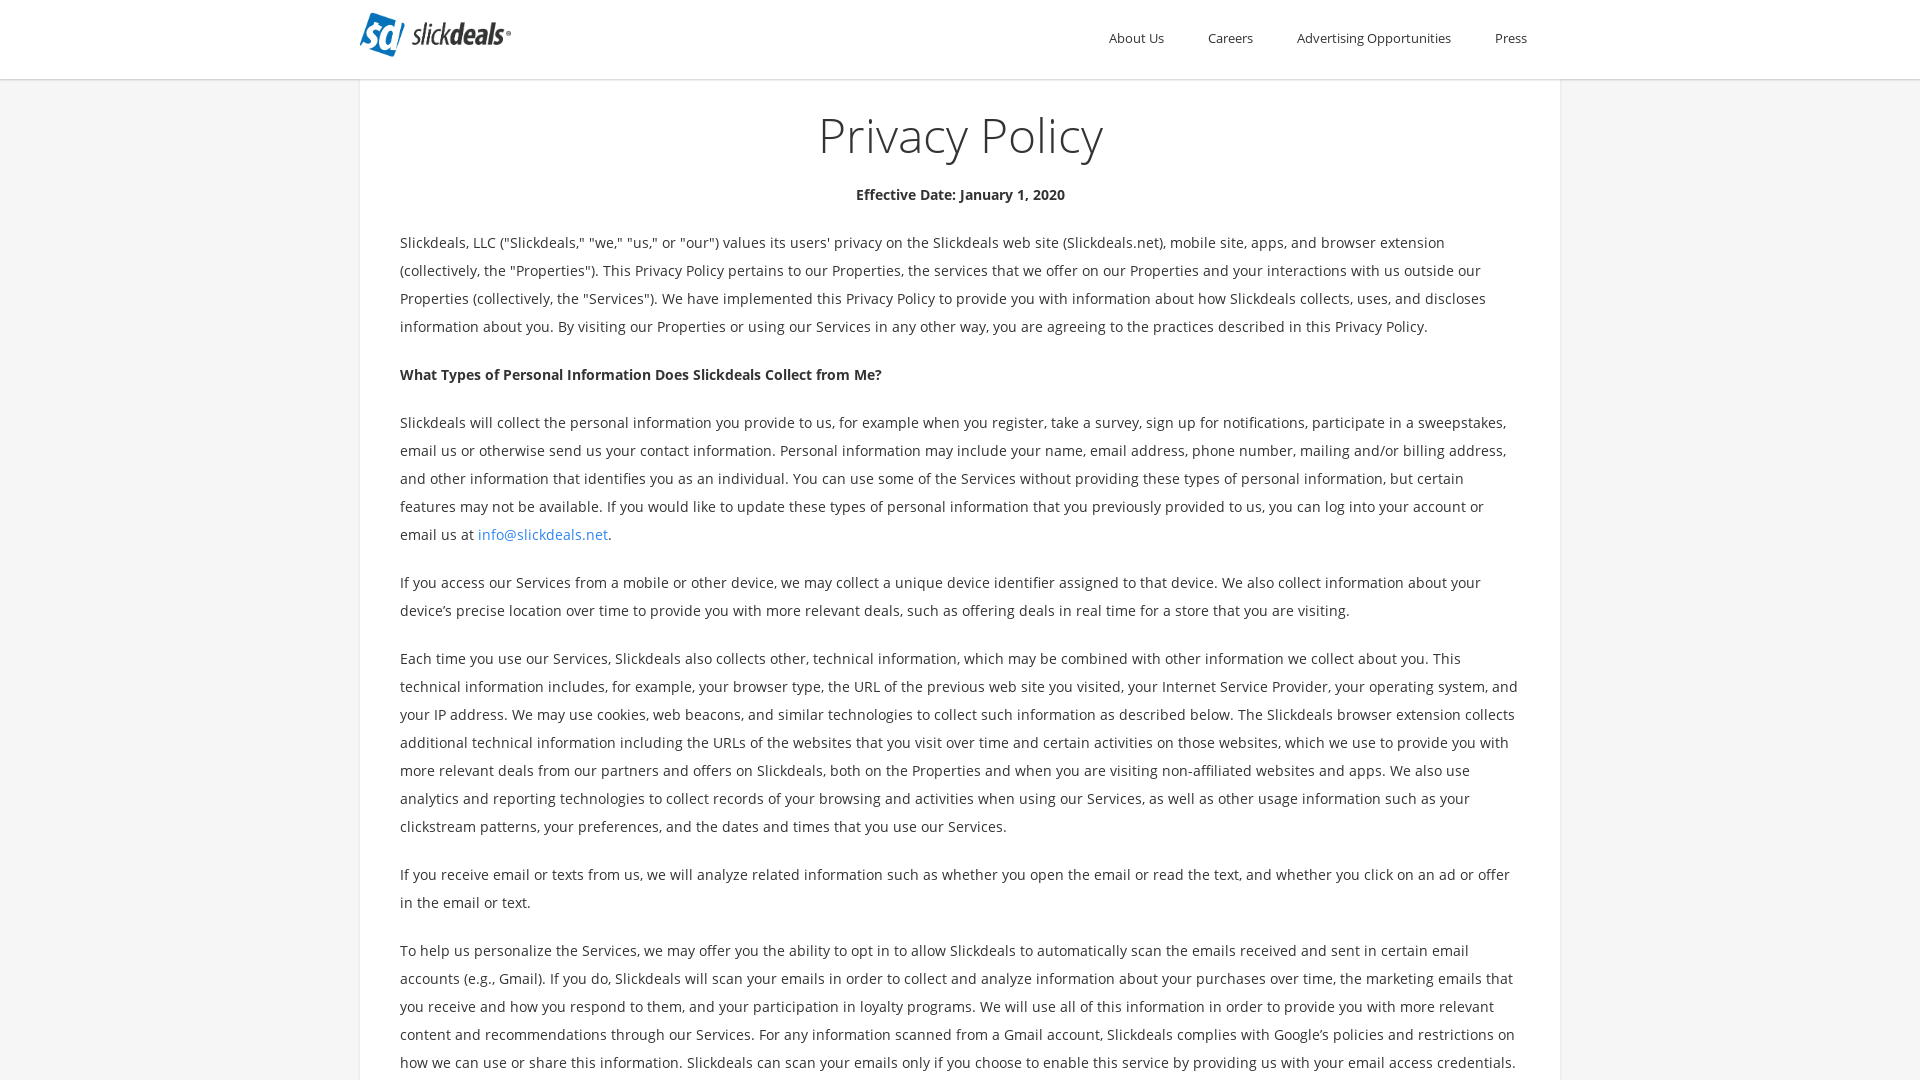 sd slickdeals®
About Us
Careers
Advertising Opportunities
Press
Privacy Policy
Effective Date: January 1, 2020
Slickdeals, LLC ("Slickdeals," "we," "us," or "our") values its users' privacy on the Slickdeals web site (Slickdeals.net), mobile site, apps, and browser extension
(collectively, the "Properties"). This Privacy Policy pertains to our Properties, the services that we offer on our Properties and your interactions with us outside our
Properties (collectively, the "Services"). We have implemented this Privacy Policy to provide you with information about how Slickdeals collects, uses, and discloses
information about you. By visiting our Properties or using our Services in any other way, you are agreeing to the practices described in this Privacy Policy.
What Types of Personal Information Does Slickdeals Collect from Me?
Slickdeals will collect the personal information you provide to us, for example when you register, take a survey, sign up for notifications, participate in a sweepstakes,
email us or otherwise send us your contact information. Personal information may include your name, email address, phone number, mailing and/or billing address,
and other information that identifies you as an individual. You can use some of the Services without providing these types of personal information, but certain
features may not be available. If you would like to update these types of personal information that you previously provided to us, you can log into your account or
email us at info@slickdeals.net.
If you access our Services from a mobile or other device, we may collect a unique device identifier assigned to that device. We also collect information about your
device’s precise location over time to provide you with more relevant deals, such as offering deals in real time for a store that you are visiting.
Each time you use our Services, Slickdeals also collects other, technical information, which may be combined with other information we collect about you. This
technical information includes, for example, your browser type, the URL of the previous web site you visited, your Internet Service Provider, your operating system, and
your IP address. We may use cookies, web beacons, and similar technologies to collect such information as described below. The Slickdeals browser extension collects
additional technical information including the URLs of the websites that you visit over time and certain activities on those websites, which we use to provide you with
more relevant deals from our partners and offers on Slickdeals, both on the Properties and when you are visiting non-affiliated websites and apps. We also use
analytics and reporting technologies to collect records of your browsing and activities when using our Services, as well as other usage information such as your
clickstream patterns, your preferences, and the dates and times that you use our Services.
If you receive email or texts from us, we will analyze related information such as whether you open the email or read the text, and whether you click on an ad or offer
in the email or text.
To help us personalize the Services, we may offer you the ability to opt in to allow Slickdeals to automatically scan the emails received and sent in certain email
accounts (e.g., Gmail). If you do, Slickdeals will scan your emails in order to collect and analyze information about your purchases over time, the marketing emails that
you receive and how you respond to them, and your participation in loyalty programs. We will use all of this information in order to provide you with more relevant
content and recommendations through our Services. For any information scanned from a Gmail account, Slickdeals complies with Google’s policies and restrictions on
how we can use or share this information. Slickdeals can scan your emails only if you choose to enable this service by providing us with your email access credentials.